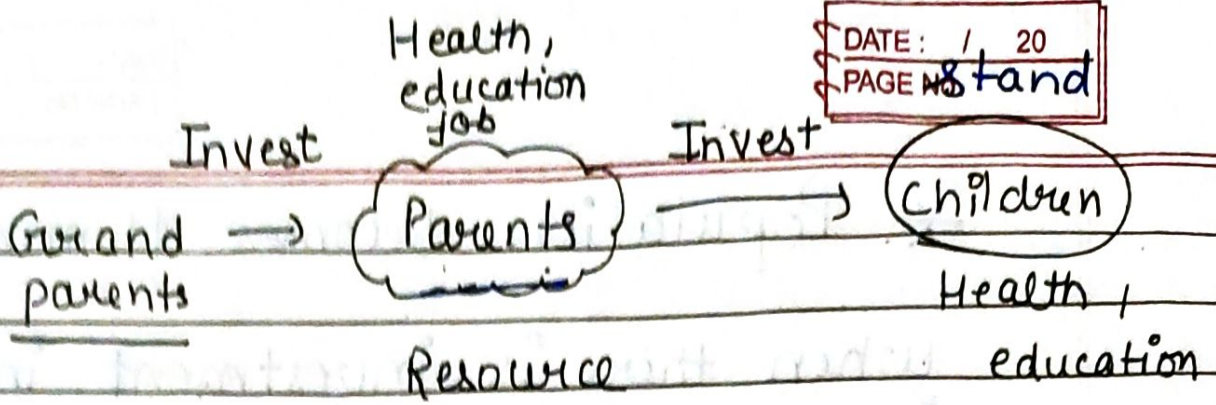 Health,
education
job
DATE: / 20
PAGE No
stand
Invest
Invest
Grand → Parents → Children
parents
Health,
Resource
education